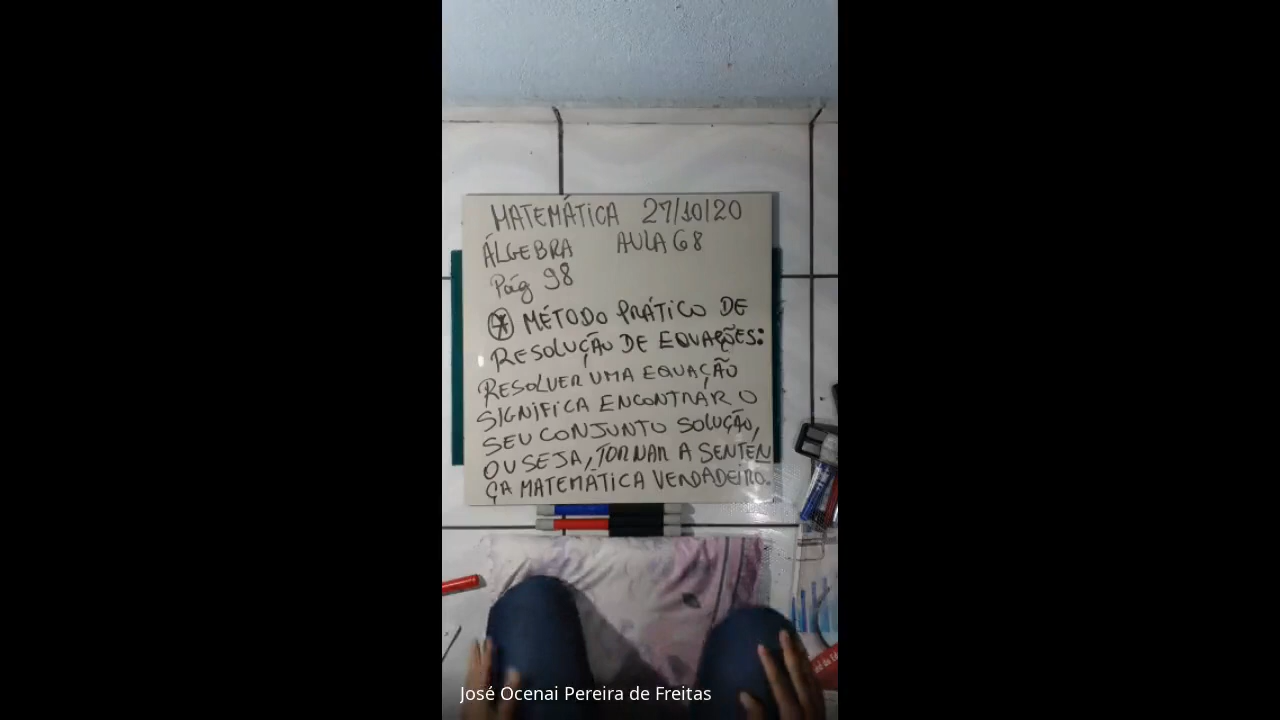 MATEMÁTICA 27/10/20
ÁLGEBRA AULA 68
Pág 98
* MÉTODO PRÁTICO DE
RESOLUÇÃO DE EQUAÇÕES:
RESOLVER UMA EQUAÇÃO
SIGNIFICA ENCONTRAR O
SEU CONJUNTO SOLUÇÃO,
OU SEJA, TORNAR A SENTEN
ÇA MATEMÁTICA VERDADEIRO.
José Ocenai Pereira de Freitas